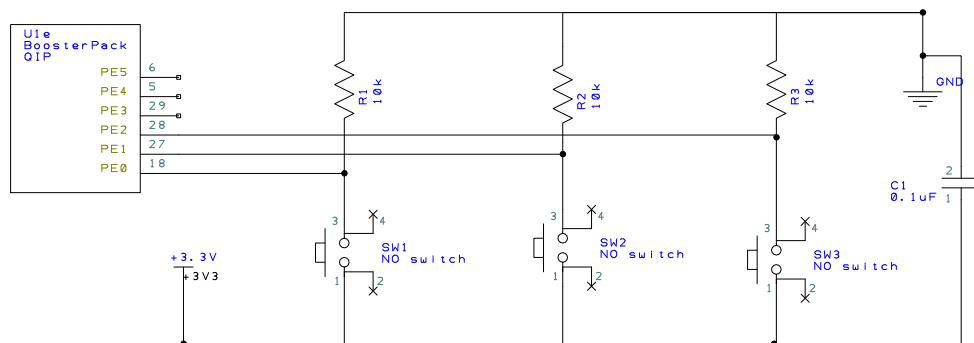 U1e
BoosterPack
QIP
PE5 6
PE4 5
PE3 29
PE2 28
PE1 27
PE0 18
R1
10k
R2
10k
R3
10k
GND
C1
0.1uF
2
1
3
4
SW1
NO switch
1
2
3
4
SW2
NO switch
1
2
3
4
SW3
NO switch
1
2
+3.3V
+3V3